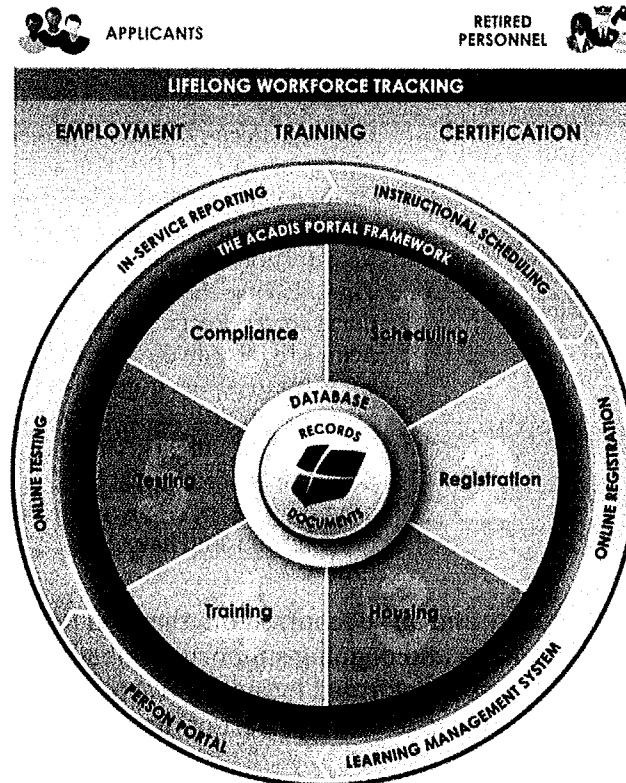 APPLICANTS
RETIRED
PERSONNEL
LIFELONG WORKFORCE TRACKING
EMPLOYMENT TRAINING CERTIFICATION
IN-SERVICE REPORTING
INSTRUCTIONAL SCHEDULING
THE ACADIS PORTAL FRAMEWORK
Compliance
Scheduling
DATABASE
RECORDS
DOCUMENTS
Testing
Registration
Training
Housing
ONLINE TESTING
ONLINE REGISTRATION
PERSON PORTAL
LEARNING MANAGEMENT SYSTEM